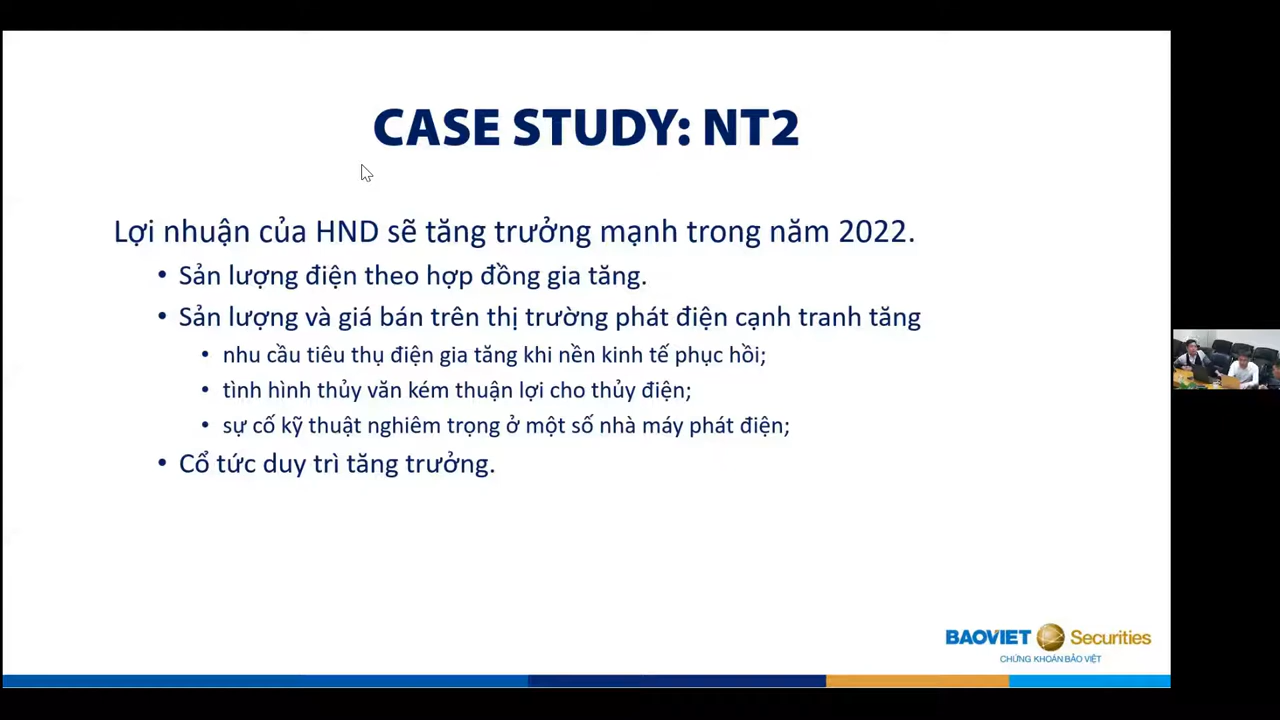 CASE STUDY: NT2
Lợi nhuận của HND sẽ tăng trưởng mạnh trong năm 2022.
• Sản lượng điện theo hợp đồng gia tăng.
• Sản lượng và giá bán trên thị trường phát điện cạnh tranh tăng
• nhu cầu tiêu thụ điện gia tăng khi nền kinh tế phục hồi;
• tình hình thủy văn kém thuận lợi cho thủy điện;
• sự cố kỹ thuật nghiêm trọng ở một số nhà máy phát điện;
• Cổ tức duy trì tăng trưởng.
BAOVIET Securities
CHỨNG KHOÁN BẢO VIỆT